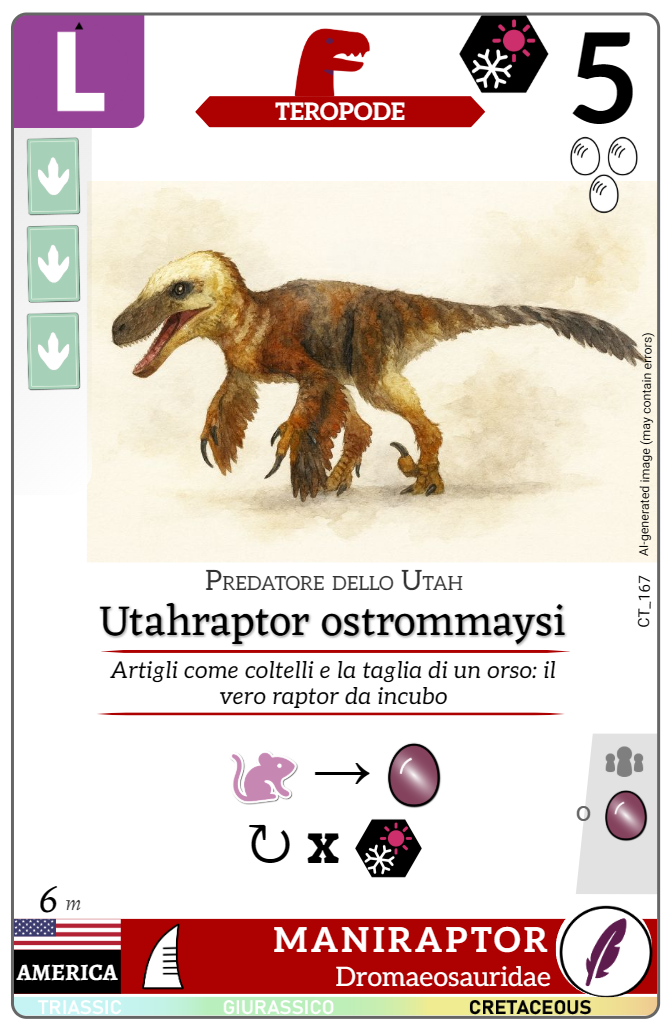 L
TEROPODE
5
AI-generated image (may contain errors)
CT_167
Predatore dello Utah
Utahraptor ostrommaysi
Artigli come coltelli e la taglia di un orso: il
vero raptor da incubo
o
x
6 m
AMERICA
MANIRAPTOR
Dromaeosauridae
TRIASSIC
GIURASSICO
CRETACEOUS